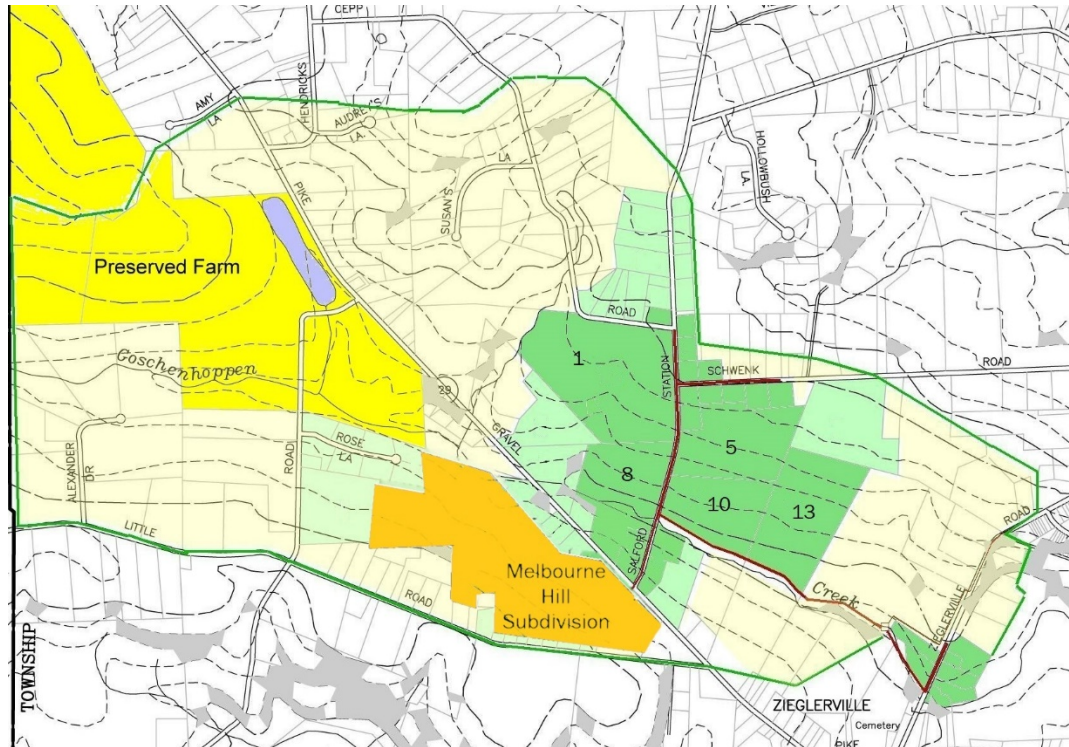 CEPP
HENDRICKS
AMY
LA
AUDREY'S
LA.
HOLLOWBUSH
LA.
LA
SUSAN'S
PIKE
Preserved Farm
ROAD
1
STATION
SCHWENK
ROAD
Goschenhoppen
29
GRAVEL
ROSE
LA
ROAD
ALEXANDER
DR
5
8
10
13
LITTLE
SALFORD
ROAD
Melbourne
Hill
Subdivision
ROAD
Creek
ZIEGLERVILLE
TOWNSHIP
ZIEGLERVILLE
Cemetery
PIKE